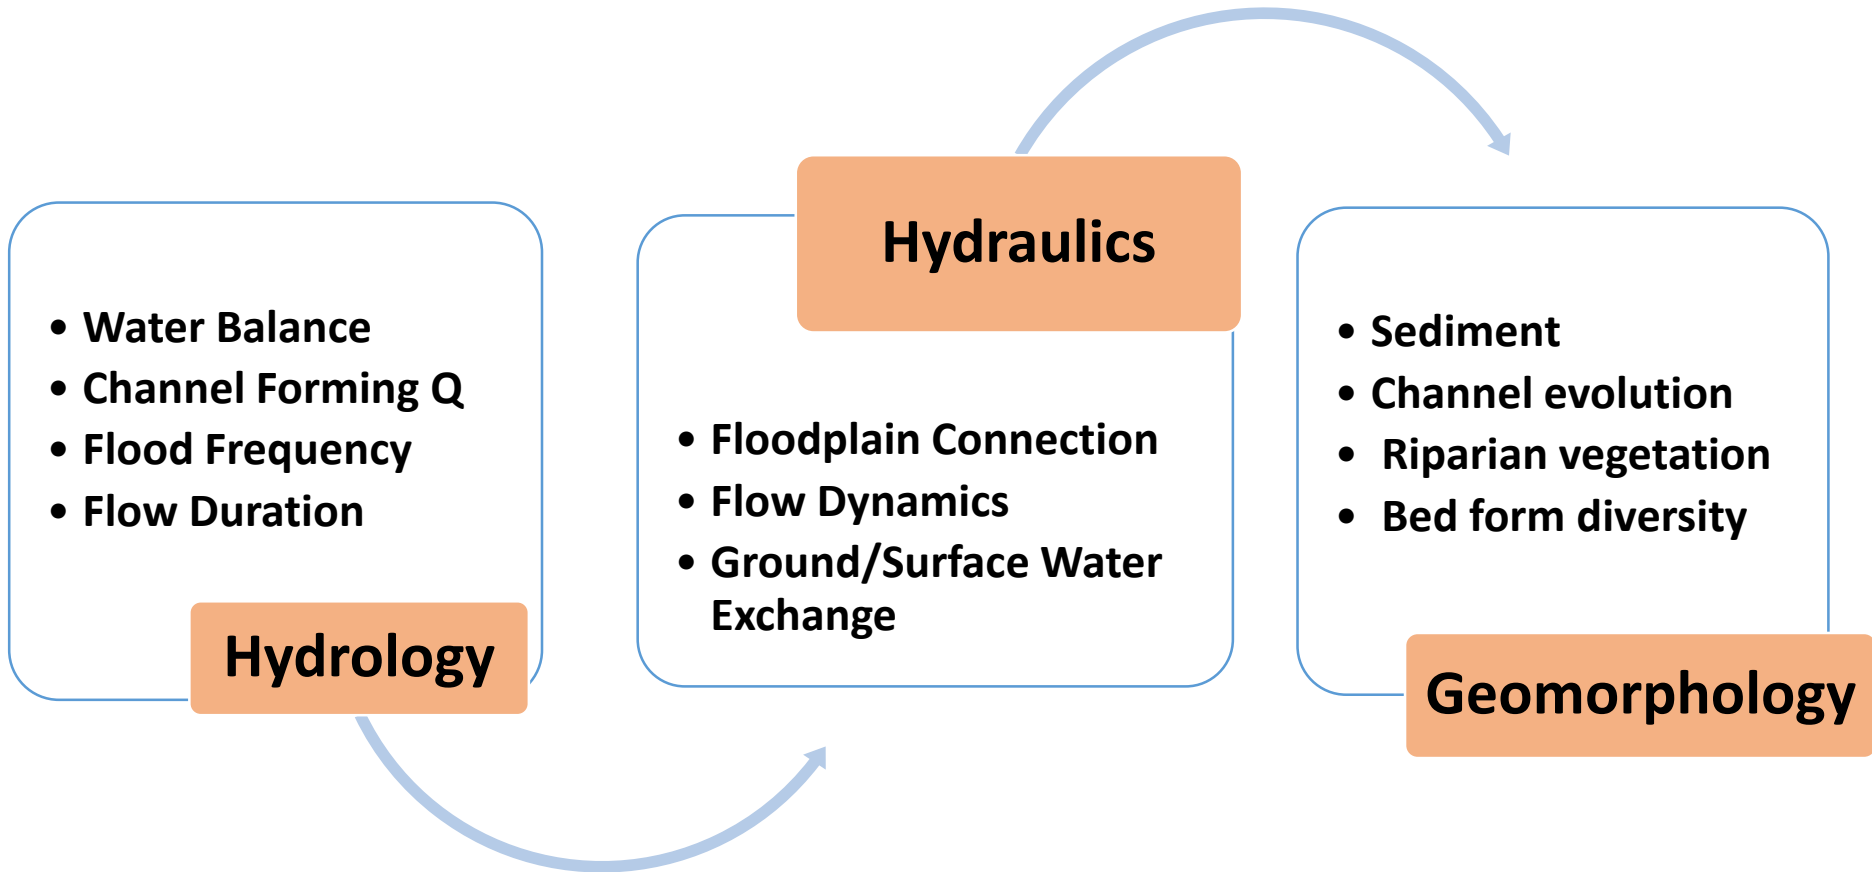 • Water Balance
• Channel Forming Q
• Flood Frequency
• Flow Duration
Hydrology
Hydraulics
• Floodplain Connection
• Flow Dynamics
• Ground/Surface Water
Exchange
• Sediment
• Channel evolution
• Riparian vegetation
• Bed form diversity
Geomorphology